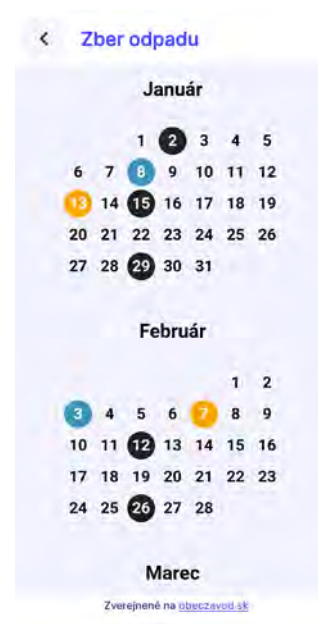 Zber odpadu
Január
1 2 3 4 5
6 7 8 9 10 11 12
13 14 15 16 17 18 19
20 21 22 23 24 25 26
27 28 29 30 31
Február
1 2
3 4 5 6 7 8 9
10 11 12 13 14 15 16
17 18 19 20 21 22 23
24 25 26 27 28
Marec
Zverejnené na obeczavod.sk